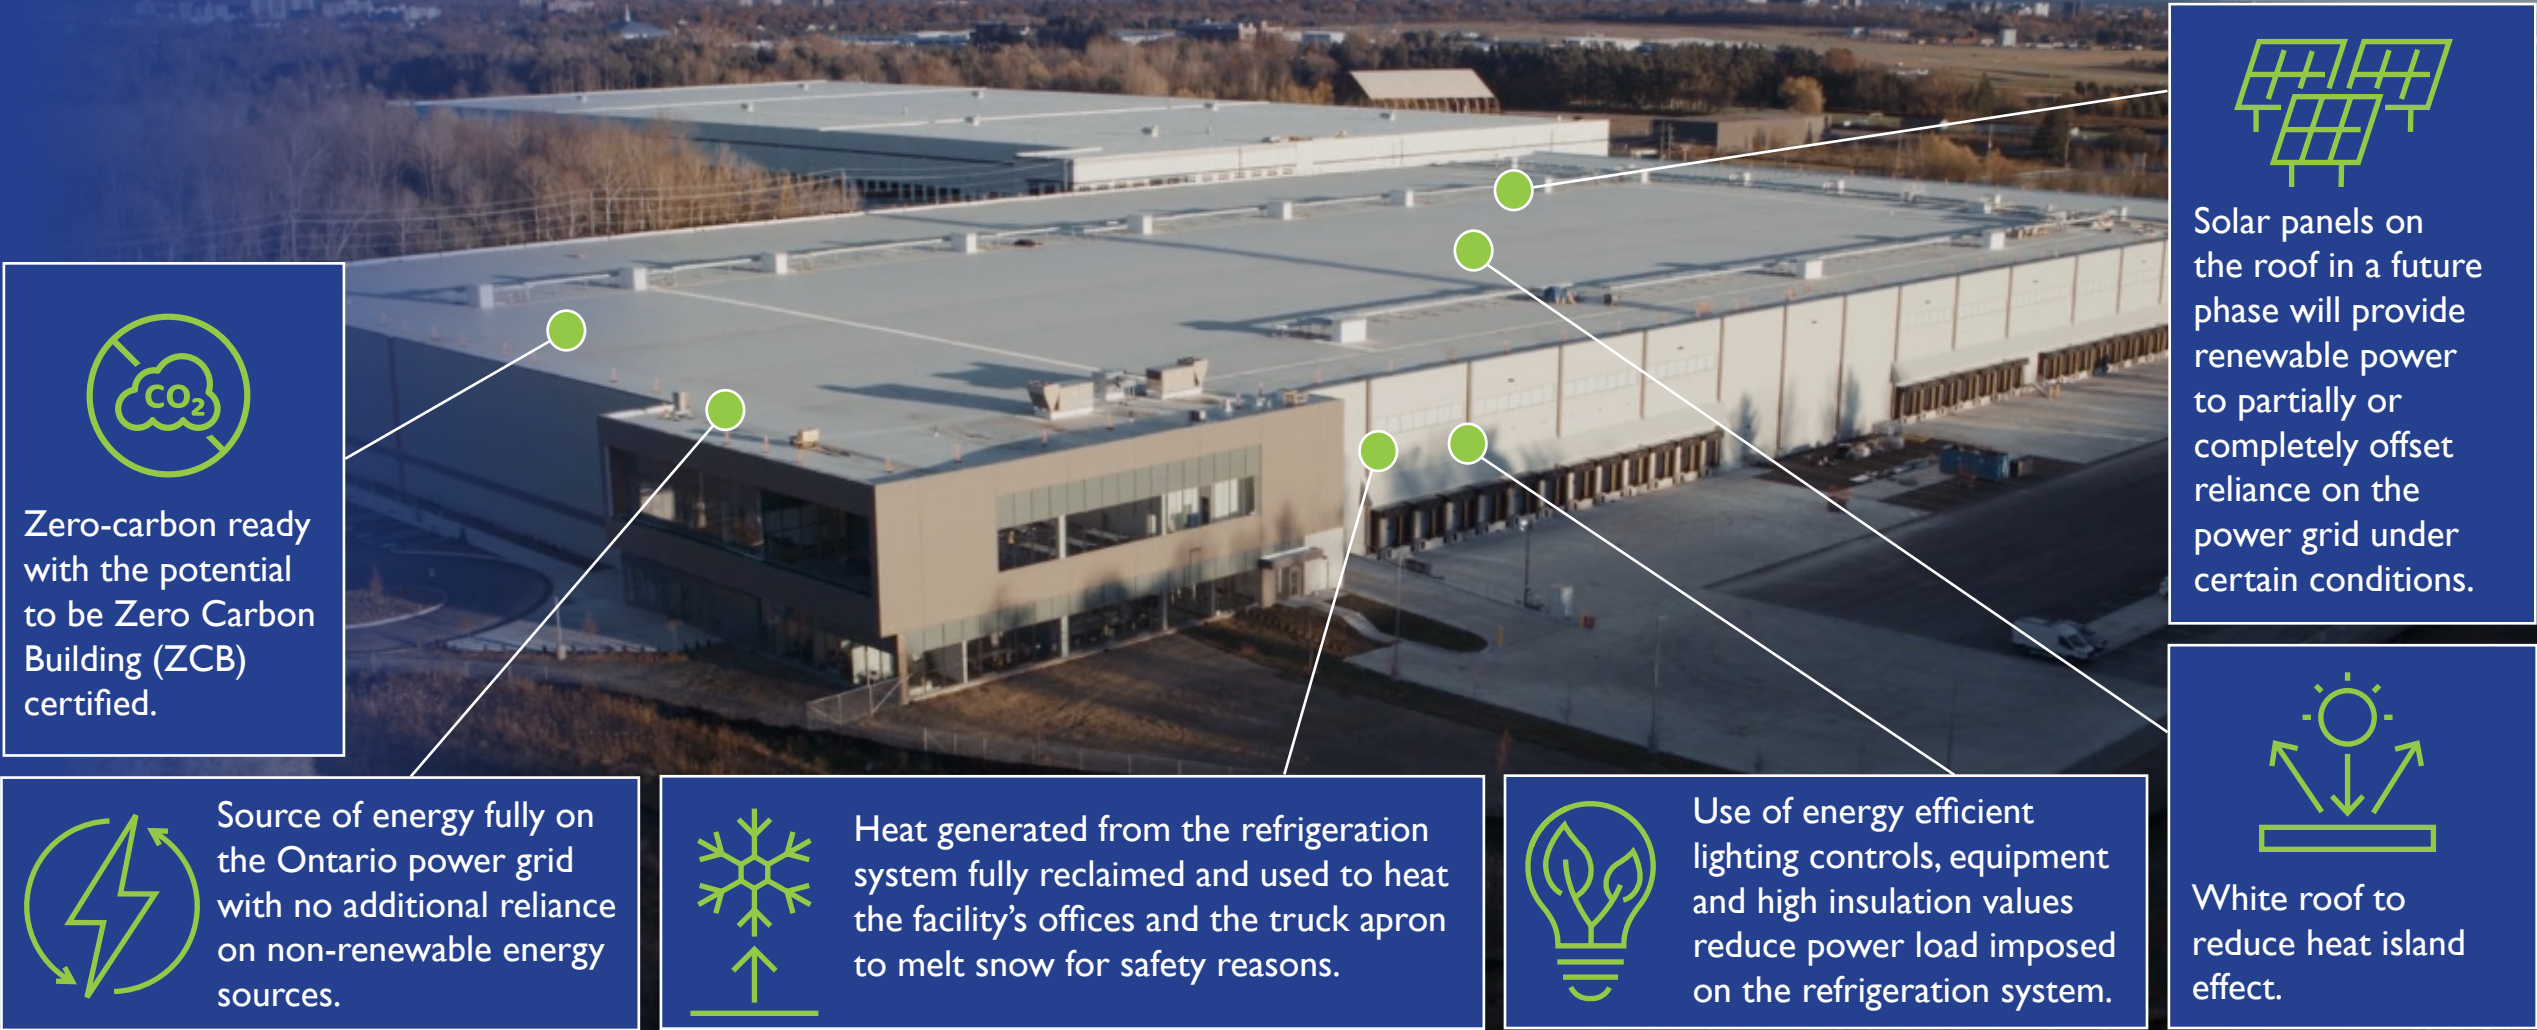 CO₂
Zero-carbon ready
with the potential
to be Zero Carbon
Building (ZCB)
certified.
Source of energy fully on
the Ontario power grid
with no additional reliance
on non-renewable energy
sources.
Heat generated from the refrigeration
system fully reclaimed and used to heat
the facility’s offices and the truck apron
to melt snow for safety reasons.
Use of energy efficient
lighting controls, equipment
and high insulation values
reduce power load imposed
on the refrigeration system.
Solar panels on
the roof in a future
phase will provide
renewable power
to partially or
completely offset
reliance on the
power grid under
certain conditions.
White roof to
reduce heat island
effect.